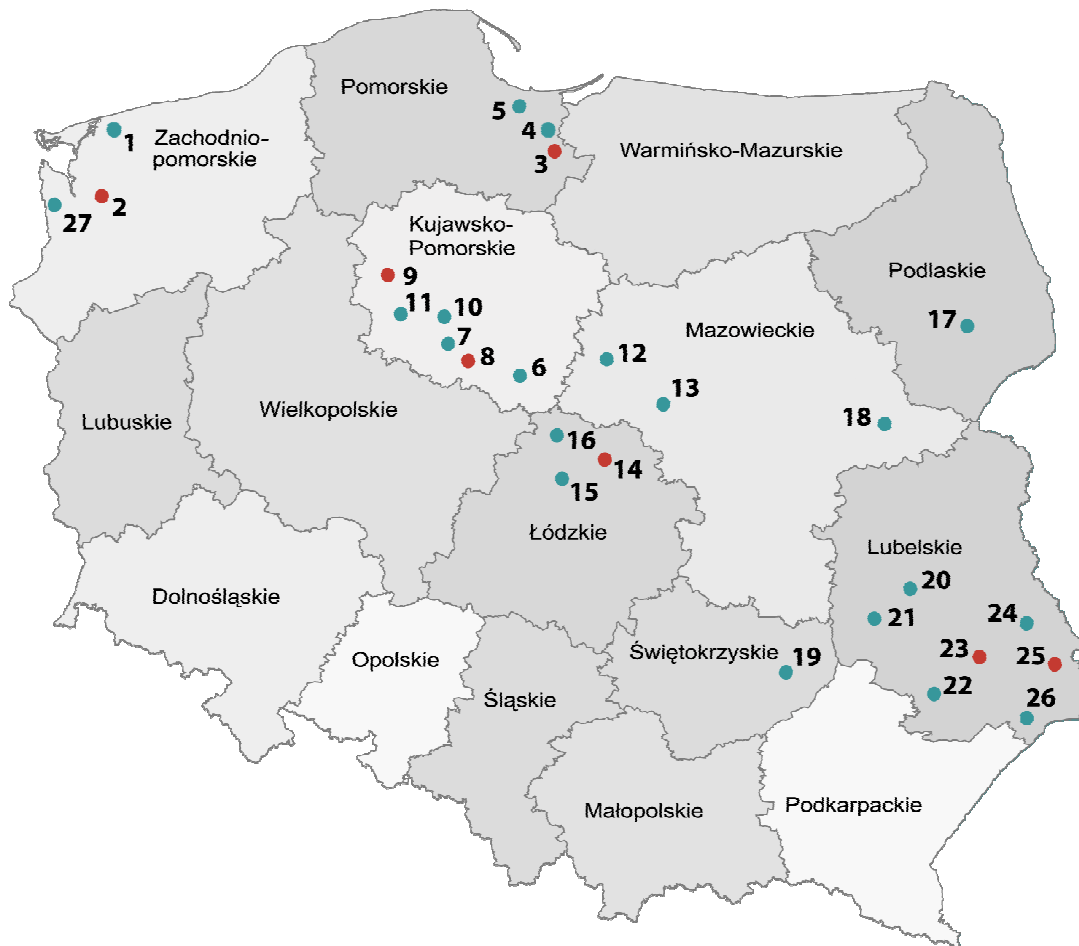 Pomorskie
5
4
3
1
Zachodnio-
pomorskie
Warmińsko-Mazurskie
2
27
Kujawsko-
Pomorskie
9
11
10
7
8
6
Podlaskie
17
Mazowieckie
12
13
18
Lubuskie
Wielkopolskie
16
14
15
Łódzkie
Lubelskie
20
21
24
23
25
22
26
Dolnośląskie
Opolskie
Śląskie
Świętokrzyskie
19
Małopolskie
Podkarpackie